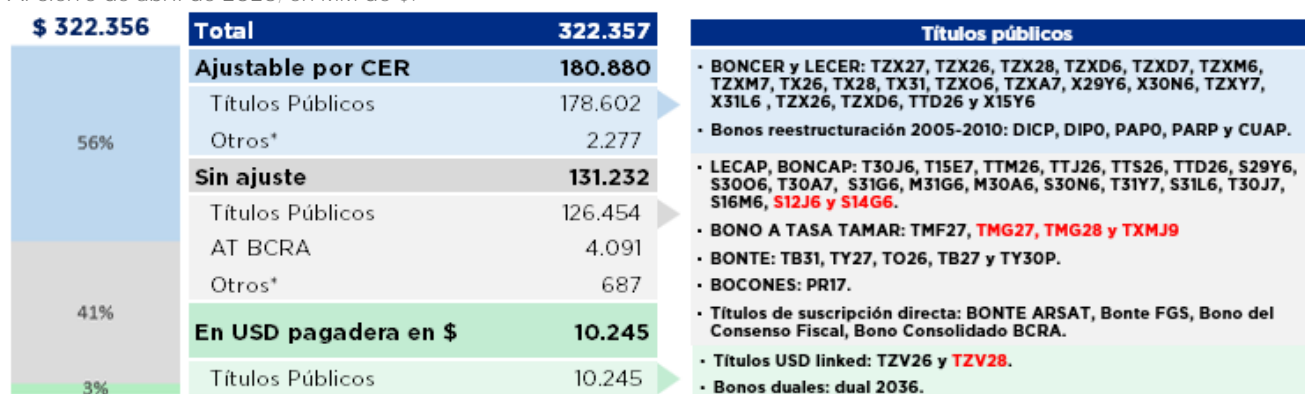 $ 322.356
Total 322.357
Ajustable por CER 180.880
Títulos Públicos 178.602
Otros* 2.277
Sin ajuste 131.232
Títulos Públicos 126.454
AT BCRA 4.091
Otros* 687
En USD pagadera en $ 10.245
Títulos Públicos 10.245
56%
41%
3%
Títulos públicos
• BONCER y LECER: TZX27, TZX26, TZX28, TZXD6, TZXD7, TZXM6,
TZXM7, TX26, TX28, TX31, TZXO6, TZXA7, X29Y6, X30N6, TZXY7,
X31L6 , TZX26, TZXD6, TTD26 y X15Y6
• Bonos reestructuración 2005-2010: DICP, DIP0, PAP0, PARP y CUAP.
• LECAP, BONCAP: T30J6, T15E7, TTM26, TTJ26, TTS26, TTD26, S29Y6,
S30O6, T30A7, S31G6, M31G6, M30A6, S30N6, T31Y7, S31L6, T30J7,
S16M6, S12J6 y S14G6.
• BONO A TASA TAMAR: TMF27, TMG27, TMG28 y TXMJ9
• BONTE: TB31, TY27, TO26, TB27 y TY30P.
• BOCONES: PR17.
• Títulos de suscripción directa: BONTE ARSAT, Bonte FGS, Bono del
Consenso Fiscal, Bono Consolidado BCRA.
• Títulos USD linked: TZV26 y TZV28.
• Bonos duales: dual 2036.